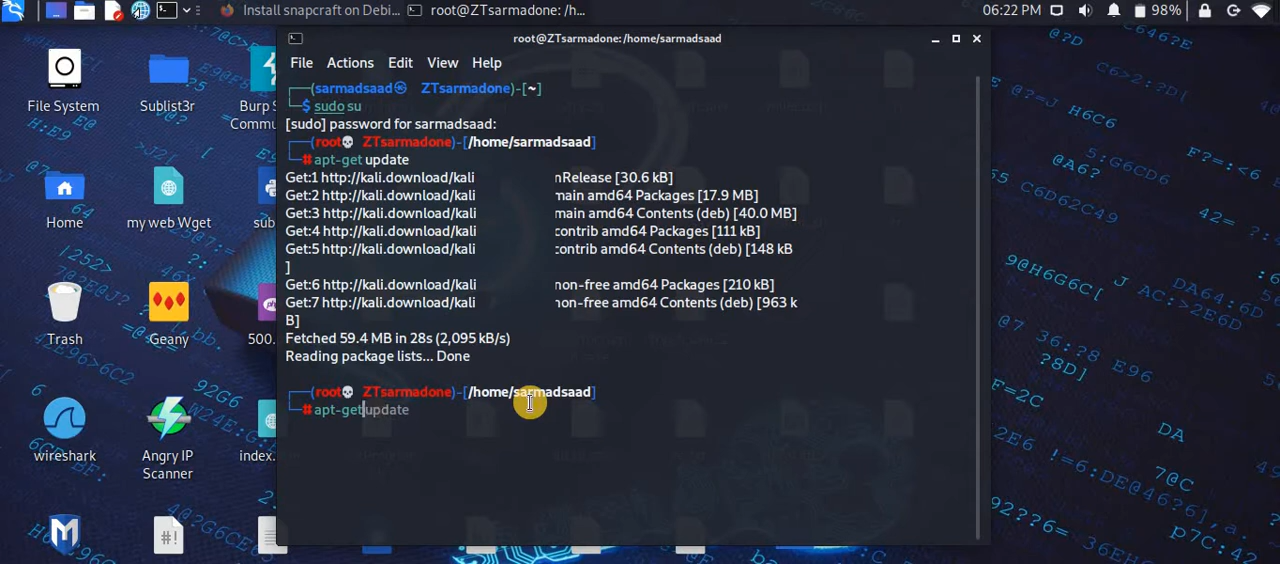 Install snapcraft on Debi...
root@ZTsarmadone: /h...
06:22 PM
98%
root@ZTsarmadone:/home/sarmadsaad
File Actions Edit View Help
(sarmadsaad㉿ ZTsarmadone)-[~]
$ sudo su
[sudo] password for sarmadsaad:
(root💀 ZTsarmadone)-[/home/sarmadsaad]
# apt-get update
Get:1 http://kali.download/kali nRelease [30.6 kB]
Get:2 http://kali.download/kali main amd64 Packages [17.9 MB]
Get:3 http://kali.download/kali main amd64 Contents (deb) [40.0 MB]
Get:4 http://kali.download/kali contrib amd64 Packages [111 kB]
Get:5 http://kali.download/kali contrib amd64 Contents (deb) [148 kB
]
Get:6 http://kali.download/kali non-free amd64 Packages [210 kB]
Get:7 http://kali.download/kali non-free amd64 Contents (deb) [963 k
B]
Fetched 59.4 MB in 28s (2,095 kB/s)
Reading package lists... Done
(root💀 ZTsarmadone)-[/home/sarmadsaad]
# apt-get update
File System
Sublist3r
Burp S
Commu
Home
my web Wget
sub
Trash
Geany
500.
wireshark
Angry IP
Scanner
index.